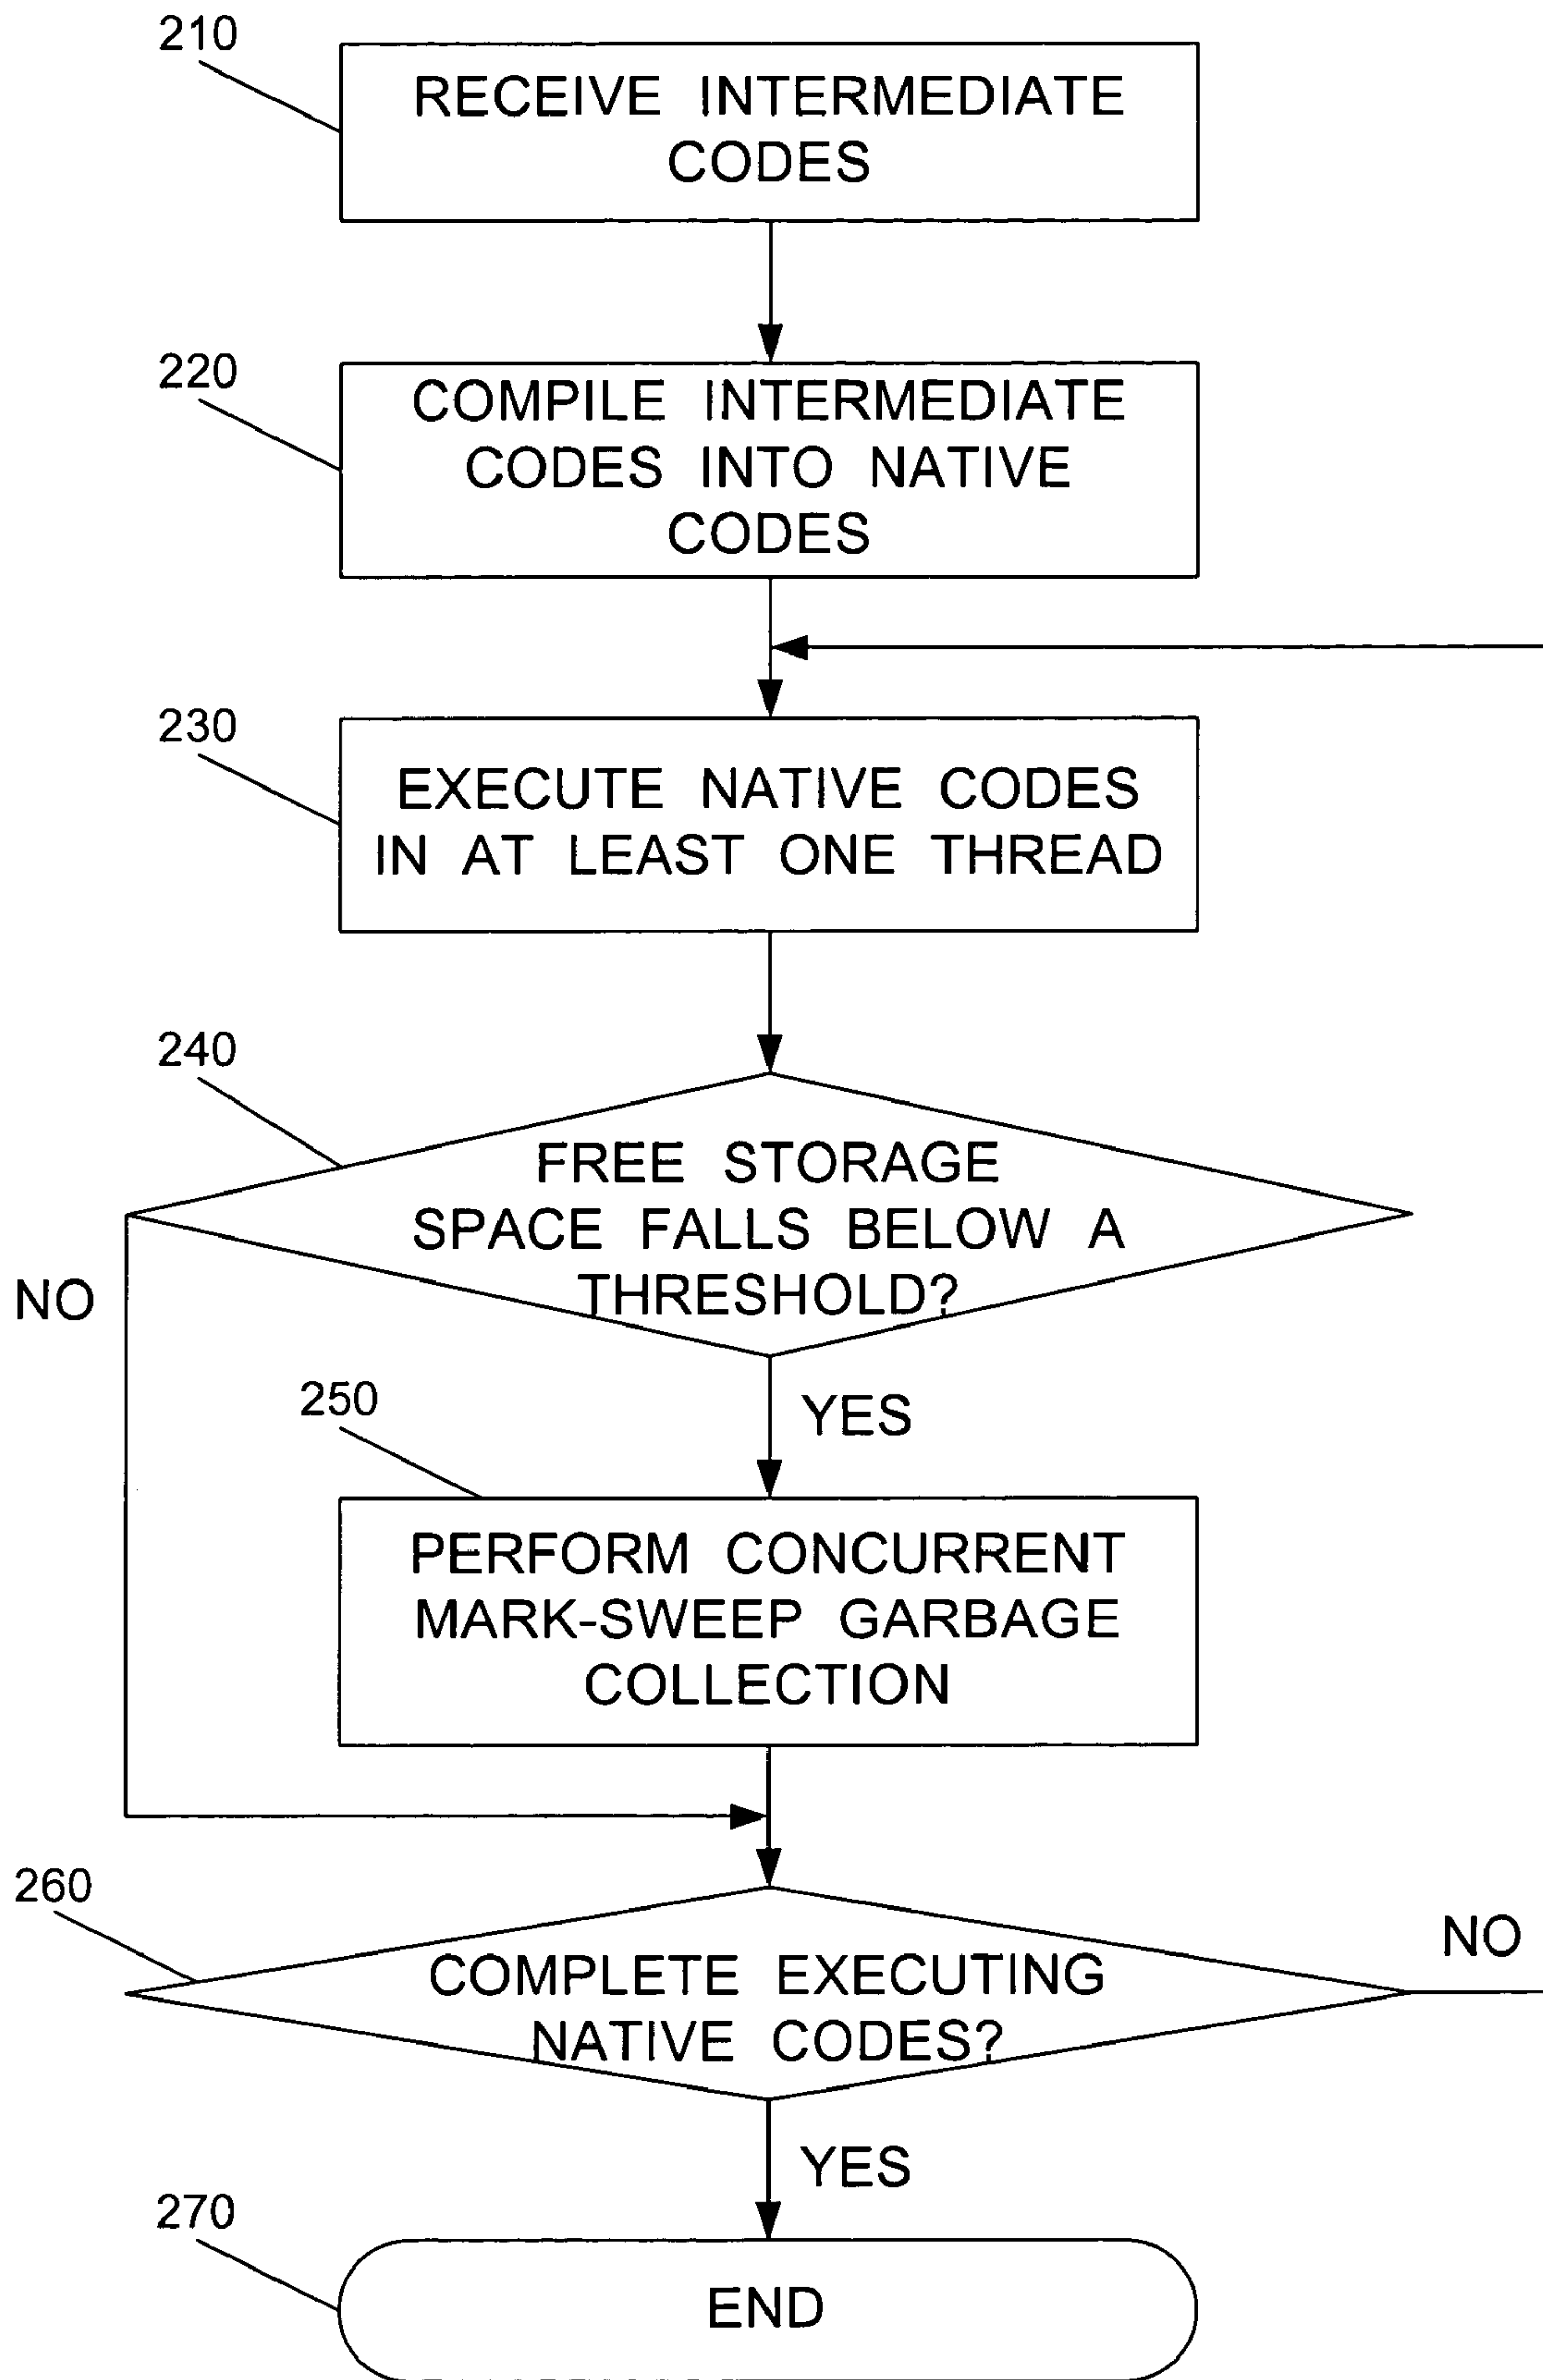 210
RECEIVE INTERMEDIATE
CODES
220
COMPILE INTERMEDIATE
CODES INTO NATIVE
CODES
230
EXECUTE NATIVE CODES
IN AT LEAST ONE THREAD
240
FREE STORAGE
SPACE FALLS BELOW A
THRESHOLD?
NO
250
YES
PERFORM CONCURRENT
MARK-SWEEP GARBAGE
COLLECTION
260
NO
COMPLETE EXECUTING
NATIVE CODES?
YES
270
END